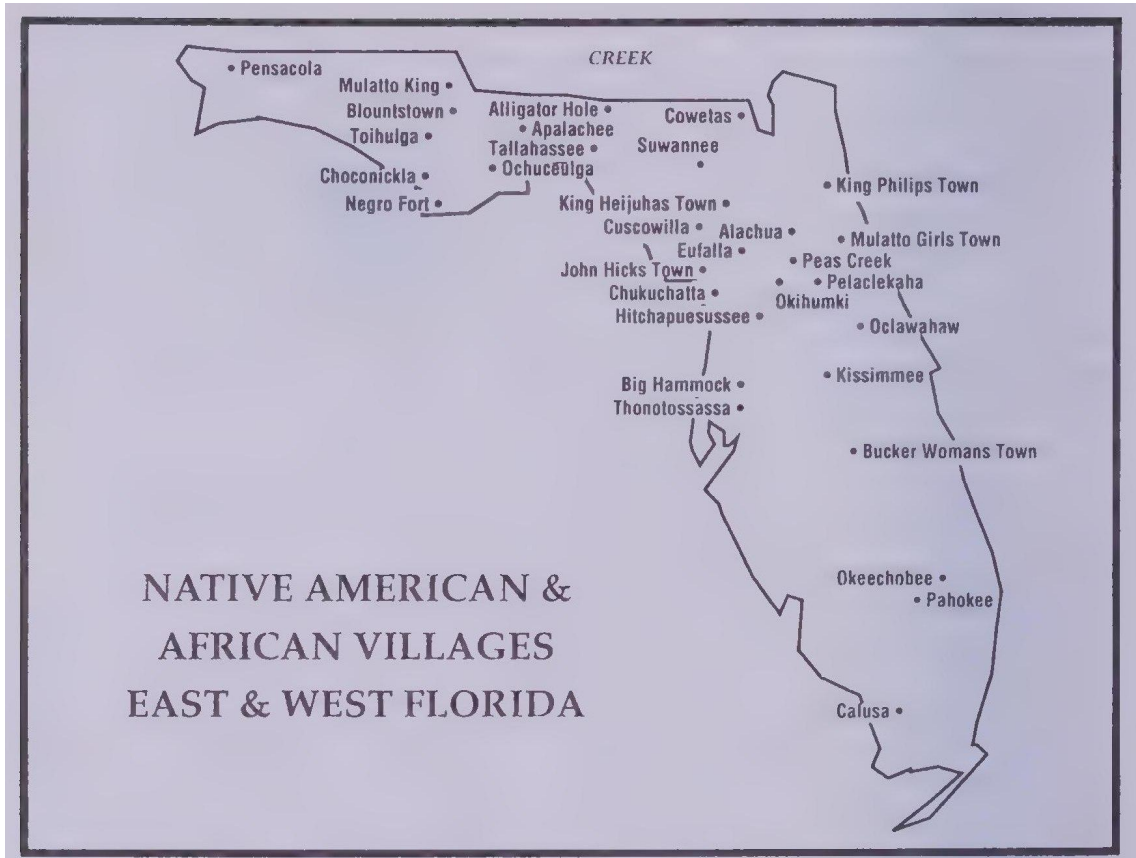 CREEK
Pensacola
Mulatto King
Blountstown
Alligator Hole
Cowetas
Apalachee
Toihulga
Tallahassee
Suwannee
Ochuceulga
Choconickla
King Philips Town
Negro Fort
King Heijuhas Town
Cuscowilla
Alachua
Mulatto Girls Town
Eufalla
Peas Creek
John Hicks Town
Pelaclekaha
Chukuchatta
Okihumki
Hitchapuesussee
Oclawahaw
Kissimmee
Big Hammock
Thonotossassa
Bucker Womans Town
Okeechobee
Pahokee
NATIVE AMERICAN &
AFRICAN VILLAGES
EAST & WEST FLORIDA
Calusa